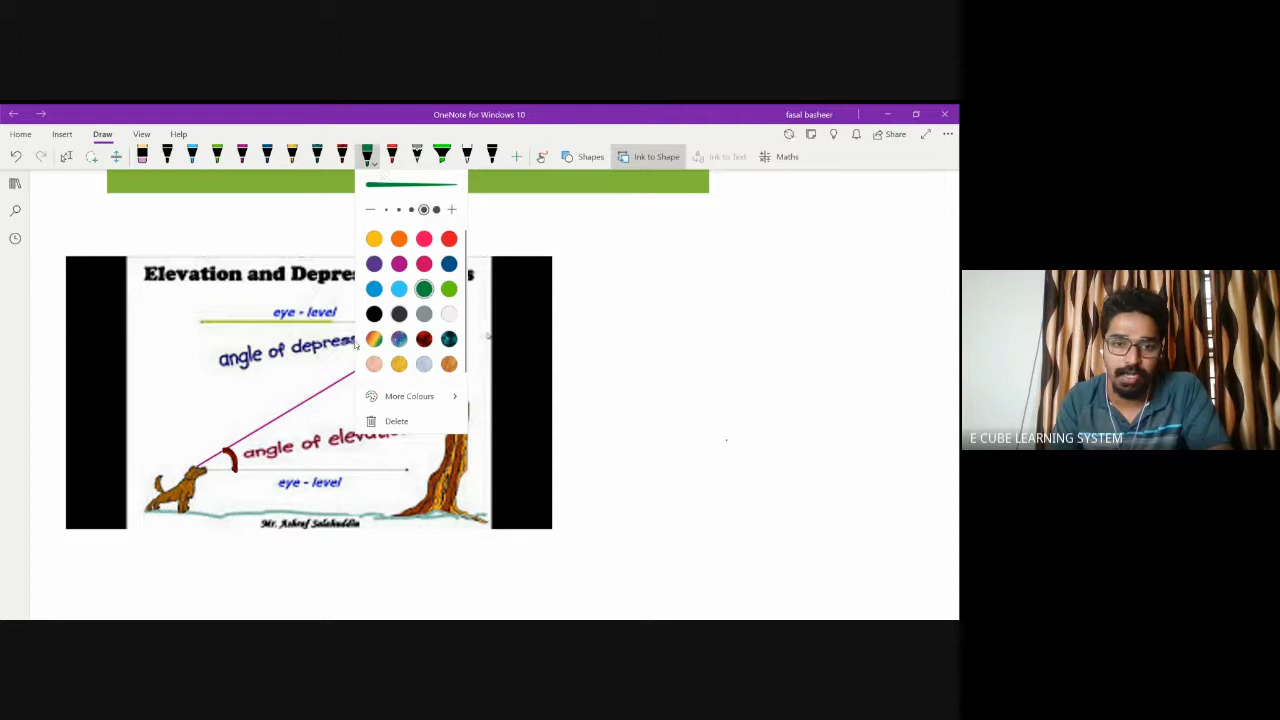 OneNote for Windows 10
fasal basheer
Home Insert Draw View Help
Share
Shapes Ink to Shape Ink to Text Maths
Elevation and Depres s
eye - level
angle of depress
More Colours
Delete
angle of elevatio
eye - level
Mr. Ashraf Salahuddin
E CUBE LEARNING SYSTEM